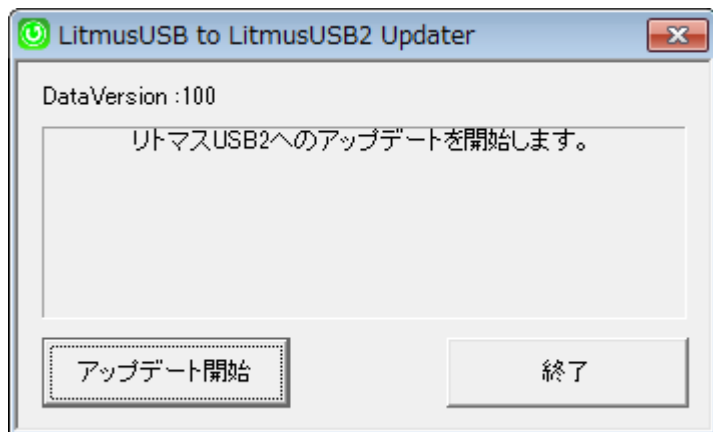 LitmusUSB to LitmusUSB2 Updater
DataVersion :100
リトマスUSB2へのアップデートを開始します。
アップデート開始
終了